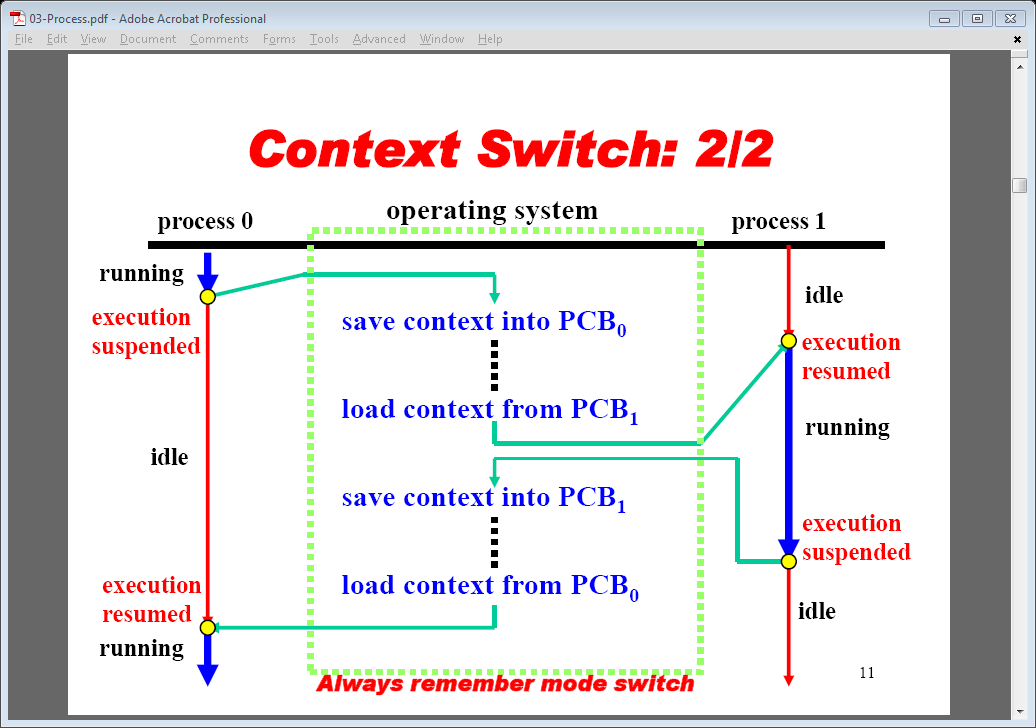 03-Process.pdf - Adobe Acrobat Professional
File Edit View Document Comments Forms Tools Advanced Window Help
Context Switch: 2/2
process 0
operating system
process 1
running
idle
execution
suspended
save context into PCB0
execution
resumed
load context from PCB1
running
idle
save context into PCB1
execution
suspended
load context from PCB0
execution
resumed
idle
running
11
Always remember mode switch